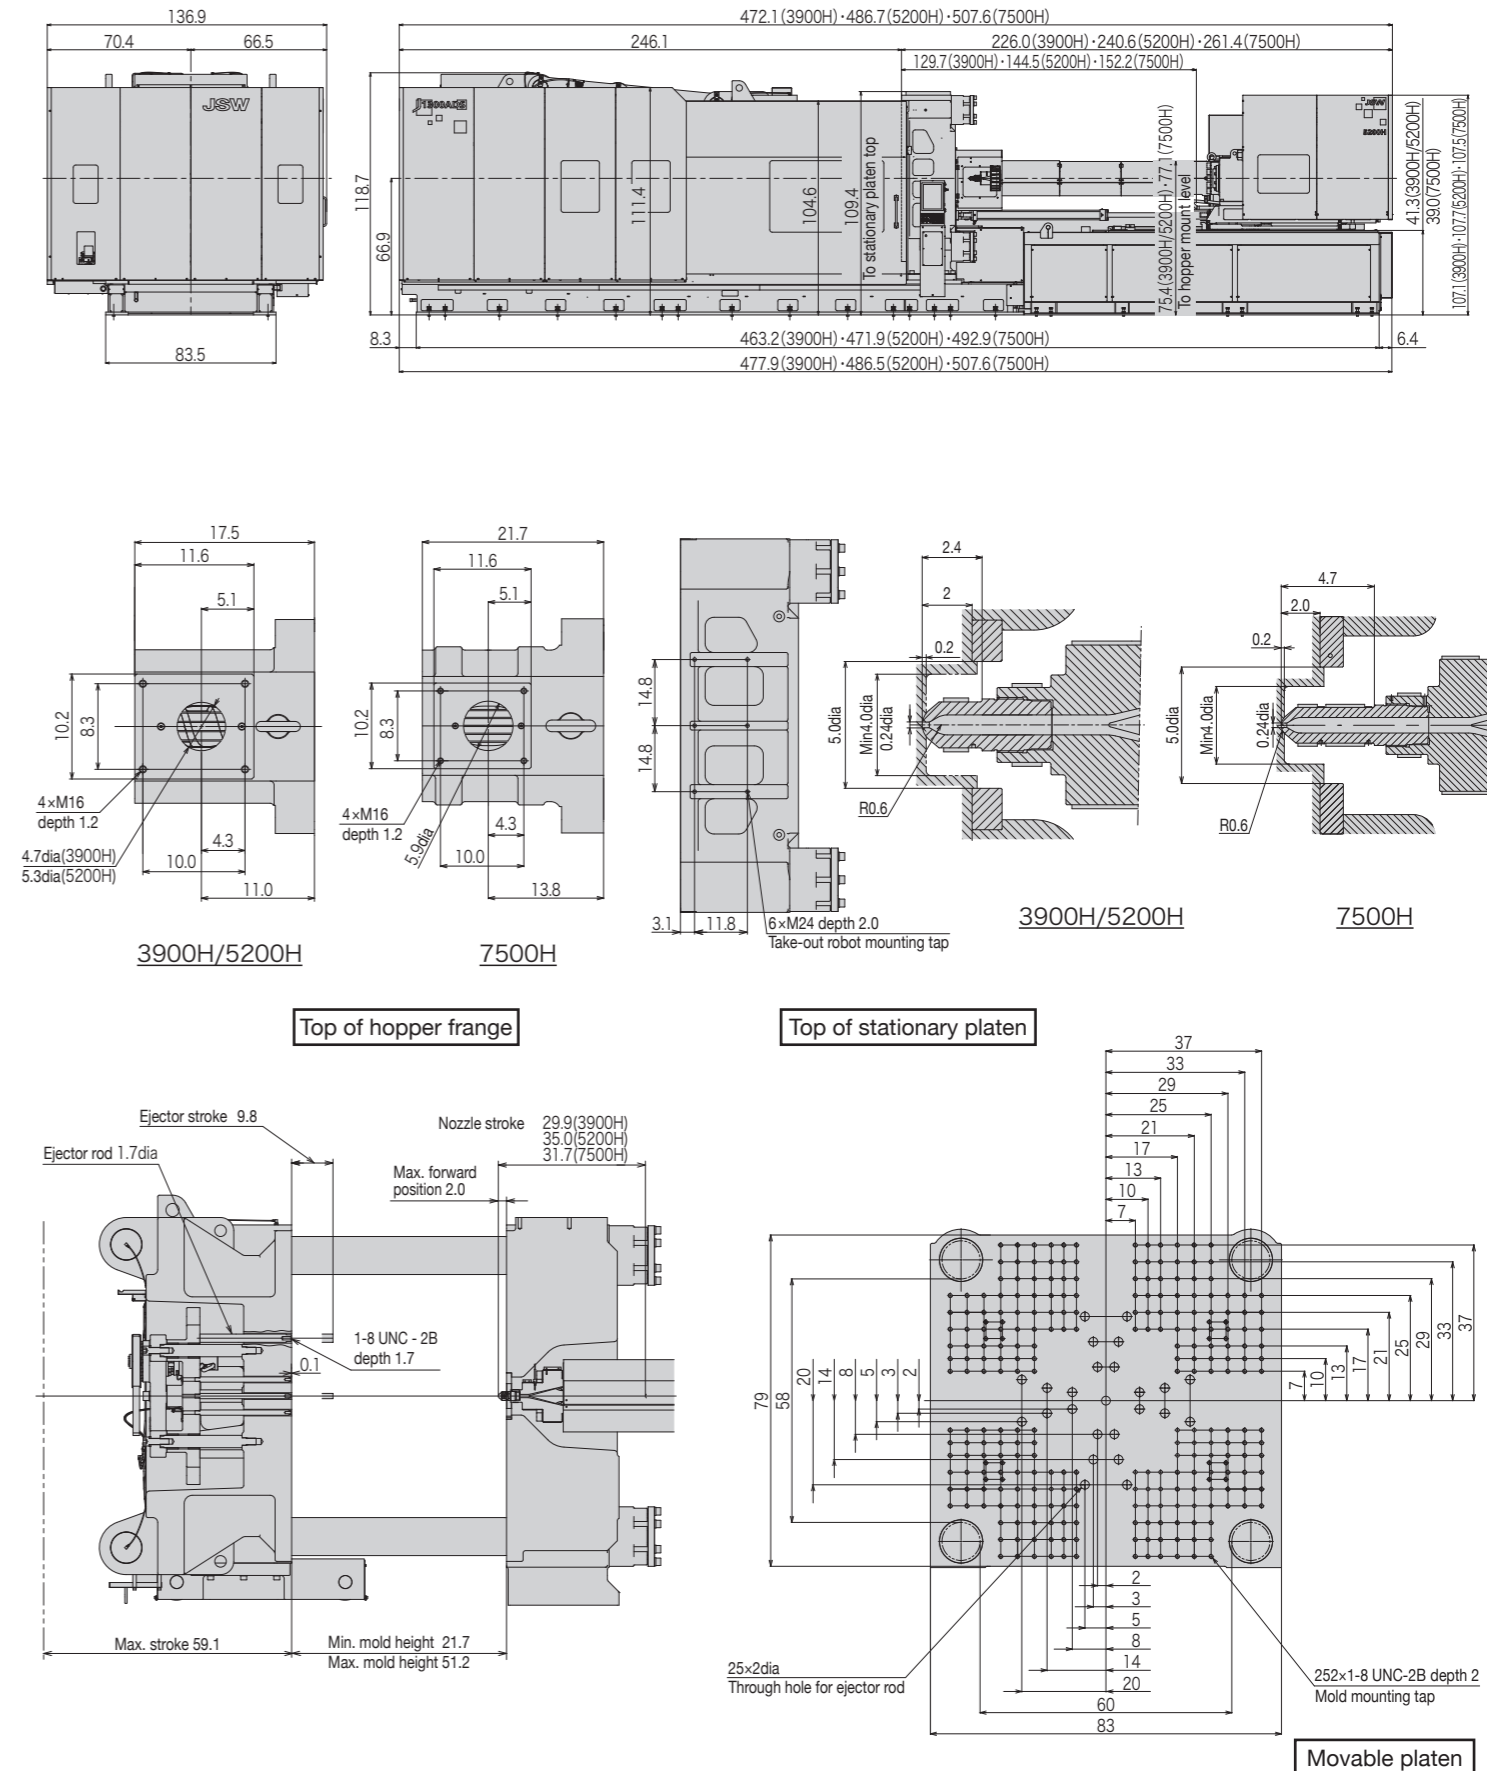 136.9
70.4
66.5
JSW
472.1(3900H)・486.7(5200H)・507.6(7500H)
246.1
226.0(3900H)・240.6(5200H)・261.4(7500H)
129.7(3900H)・144.5(5200H)・152.2(7500H)
JSW
5200H
118.7
66.9
111.4
104.6
109.4
To stationary platen top
75.4(3900H/5200H)・77.1(7500H)
To hopper mount level
41.3(3900H/5200H)
39.0(7500H)
107.1(3900H)・107.7(5200H)・107.5(7500H)
83.5
8.3
463.2(3900H)・471.9(5200H)・492.9(7500H)
6.4
477.9(3900H)・486.5(5200H)・507.6(7500H)
17.5
11.6
5.1
10.2
8.3
4×M16
depth 1.2
4.7dia(3900H)
5.3dia(5200H)
4.3
10.0
11.0
3900H/5200H
21.7
11.6
5.1
10.2
8.3
4×M16
depth 1.2
5.9dia
4.3
10.0
13.8
7500H
Top of hopper frange
14.8
14.8
3.1
11.8
6×M24 depth 2.0
Take-out robot mounting tap
Top of stationary platen
2.4
2
0.2
5.0dia
Min4.0dia
0.24dia
R0.6
3900H/5200H
4.7
2.0
0.2
5.0dia
Min4.0dia
0.24dia
R0.6
7500H
Ejector stroke 9.8
Ejector rod 1.7dia
Nozzle stroke 29.9(3900H)
35.0(5200H)
31.7(7500H)
Max. forward
position 2.0
1-8 UNC - 2B
depth 1.7
0.1
Max. stroke 59.1
Min. mold height 21.7
Max. mold height 51.2
37
33
29
25
21
17
13
10
7
79
58
20
14
8
5
3
2
7
10
13
17
21
25
29
33
37
2
3
5
8
14
20
60
83
25×2dia
Through hole for ejector rod
252×1-8 UNC-2B depth 2
Mold mounting tap
Movable platen